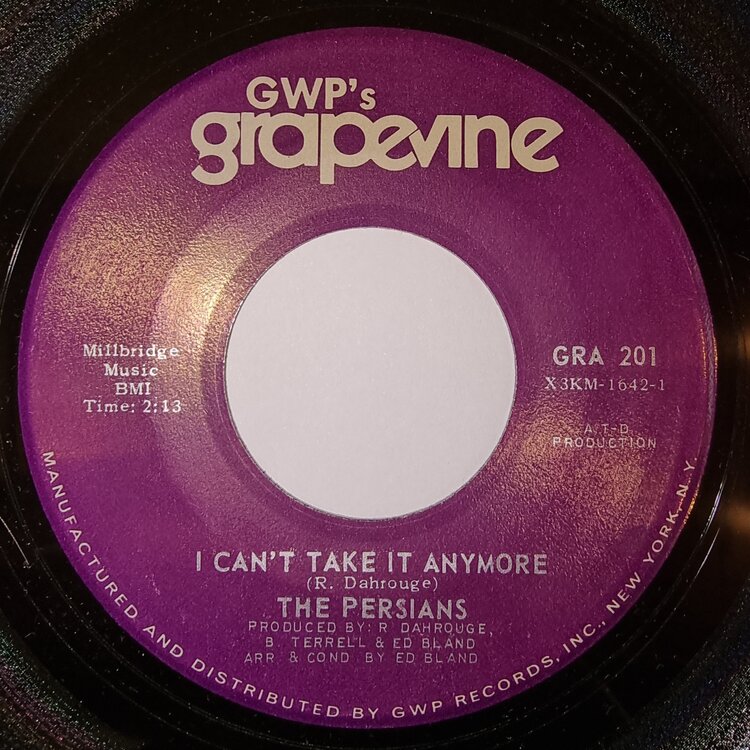 GWP's
grapevine
Millbridge
Music
BMI
Time: 2:13
GRA 201
X3KM-1642-1
A-T-D
PRODUCTION
I CAN'T TAKE IT ANYMORE
(R. Dahrouge)
THE PERSIANS
PRODUCED BY: R DAHROUGE,
B. TERRELL & ED BLAND
ARR. & COND. BY ED BLAND
MANUFACTURED AND DISTRIBUTED BY GWP RECORDS, INC., NEW YORK, N.Y.